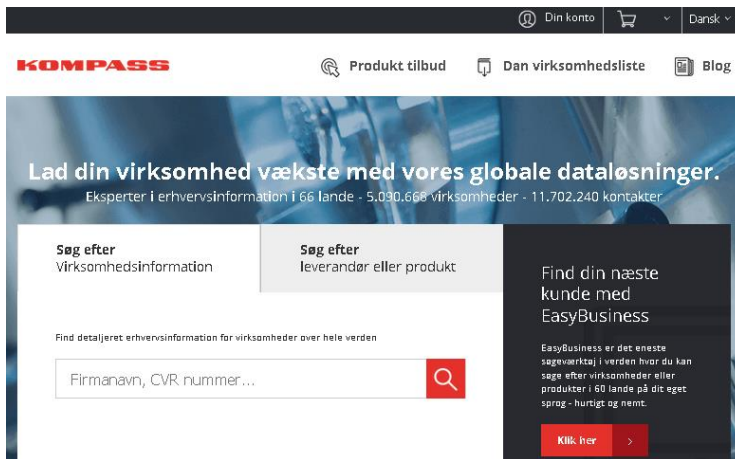 Din konto
Dansk
KOMPASS
Produkt tilbud
Dan virksomhedsliste
Blog
Lad din virksomhed vækste med vores globale dataløsninger.
Eksperter i erhvervsinformation i 66 lande - 5.090.668 virksomheder - 11.702.240 kontakter
Søg efter
Virksomhedsinformation
Søg efter
leverandør eller produkt
Find detaljeret erhvervsinformation for virksomheder over hele verden
Firmanavn, CVR nummer...
Find din næste
kunde med
EasyBusiness
EasyBusiness er det eneste
søgeværktøj i verden hvor du kan
søge efter virksomheder eller
produkter i 60 lande på dit eget
sprog - hurtigt og nemt.
Klik her